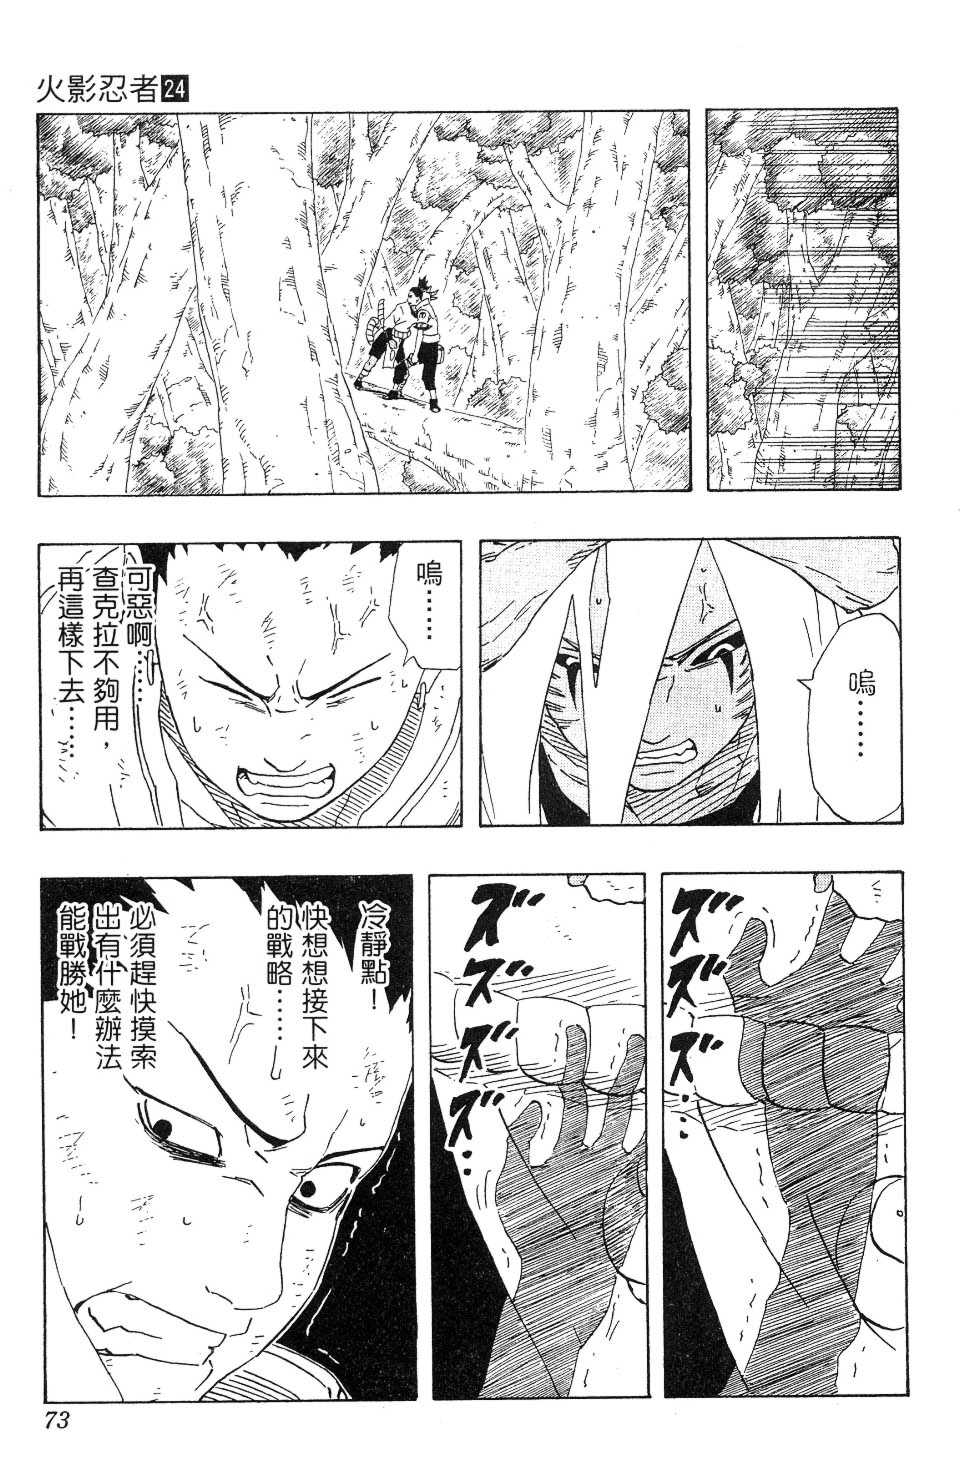 火影忍者24
嗚……
嗚……
可惡啊……
查克拉不夠用，
再這樣下去……
ズ
ズ
ズ…
ズ
ズ
ズ
ズ…
冷靜點！
快想想接下來
的戰略……
必須趕快摸索
出有什麼辦法
能戰勝她！
73